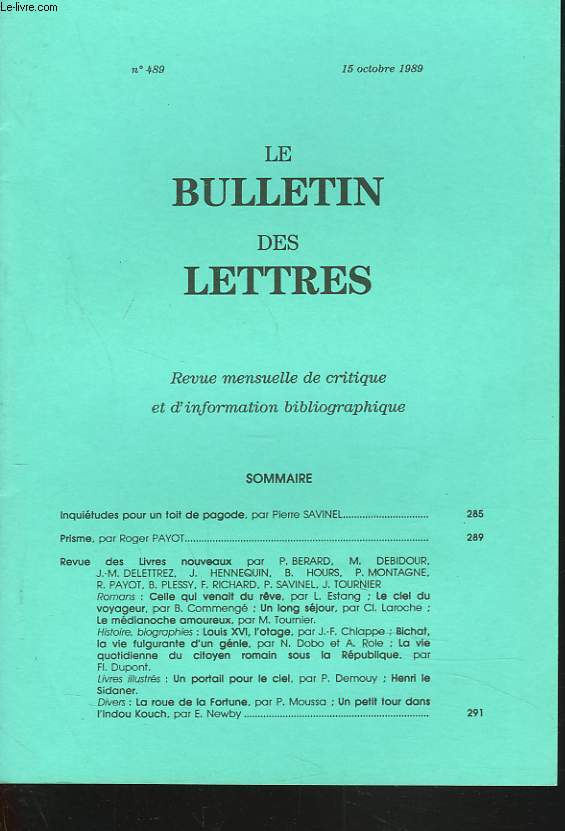 Le-livre.com
n° 489 15 octobre 1989
LE
BULLETIN
DES
LETTRES
Revue mensuelle de critique
et d'information bibliographique
SOMMAIRE
Inquiétudes pour un toit de pagode, par Pierre SAVINEL.............................. 285
Prisme, par Roger PAYOT.................................................................................... 289
Revue des Livres nouveaux par P. BERARD, M. DEBIDOUR,
J.-M. DELETTREZ, J. HENNEQUIN, B. HOURS, P. MONTAGNE,
R. PAYOT, B. PLESSY, F. RICHARD, P. SAVINEL, J. TOURNIER
Romans : Celle qui venait du rêve, par L. Estang ; Le ciel du
voyageur, par B. Commengé ; Un long séjour, par Cl. Laroche ;
Le médianoche amoureux, par M. Tournier.
Histoire, biographies : Louis XVI, l'otage, par J.-F. Chiappe ; Bichat,
la vie fulgurante d'un génie, par N. Dobo et A. Role ; La vie
quotidienne du citoyen romain sous la République, par
Fl. Dupont.
Livres illustrés : Un portail pour le ciel, par P. Demouy ; Henri le
Sidaner.
Divers : La roue de la Fortune, par P. Moussa ; Un petit tour dans
l'Indou Kouch, par E. Newby ................................................................ 291